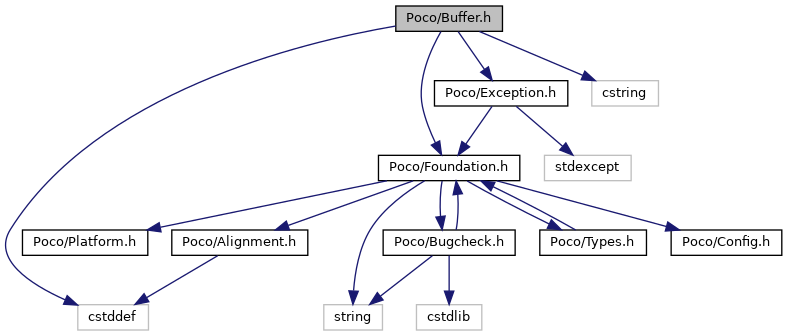 Poco/Buffer.h
Poco/Exception.h
cstring
Poco/Foundation.h
stdexcept
Poco/Platform.h
Poco/Alignment.h
Poco/Bugcheck.h
Poco/Types.h
Poco/Config.h
cstddef
string
cstdlib